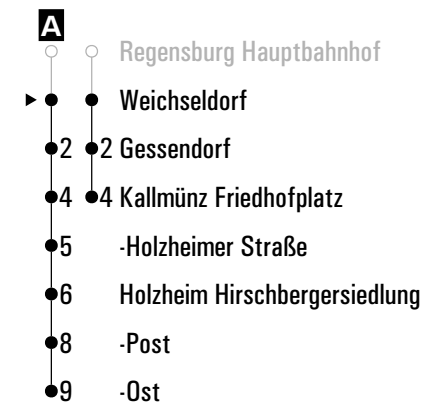 A
Regensburg Hauptbahnhof
Weichseldorf
2 2 Gessendorf
4 4 Kallmünz Friedhofplatz
5 -Holzheimer Straße
6 Holzheim Hirschbergersiedlung
8 -Post
9 -Ost